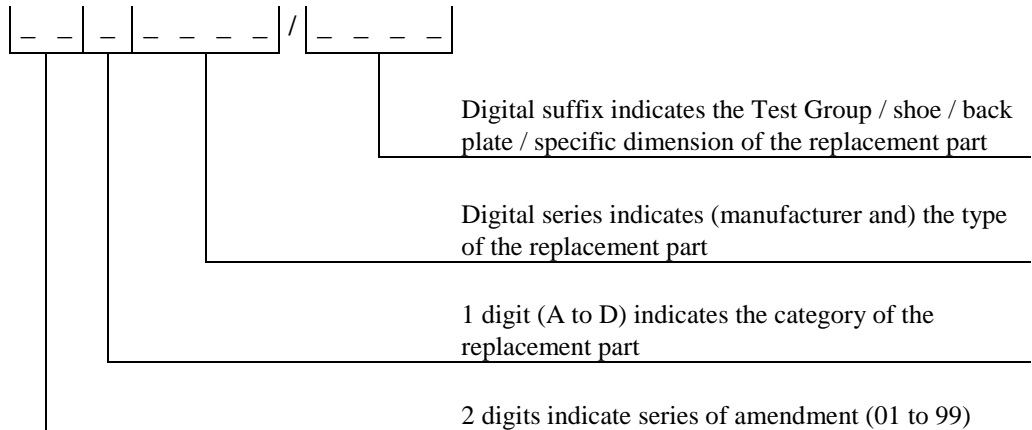 _ _ _ _ _ _ _ / _ _ _ _
Digital suffix indicates the Test Group / shoe / back
plate / specific dimension of the replacement part
Digital series indicates (manufacturer and) the type
of the replacement part
1 digit (A to D) indicates the category of the
replacement part
2 digits indicate series of amendment (01 to 99)